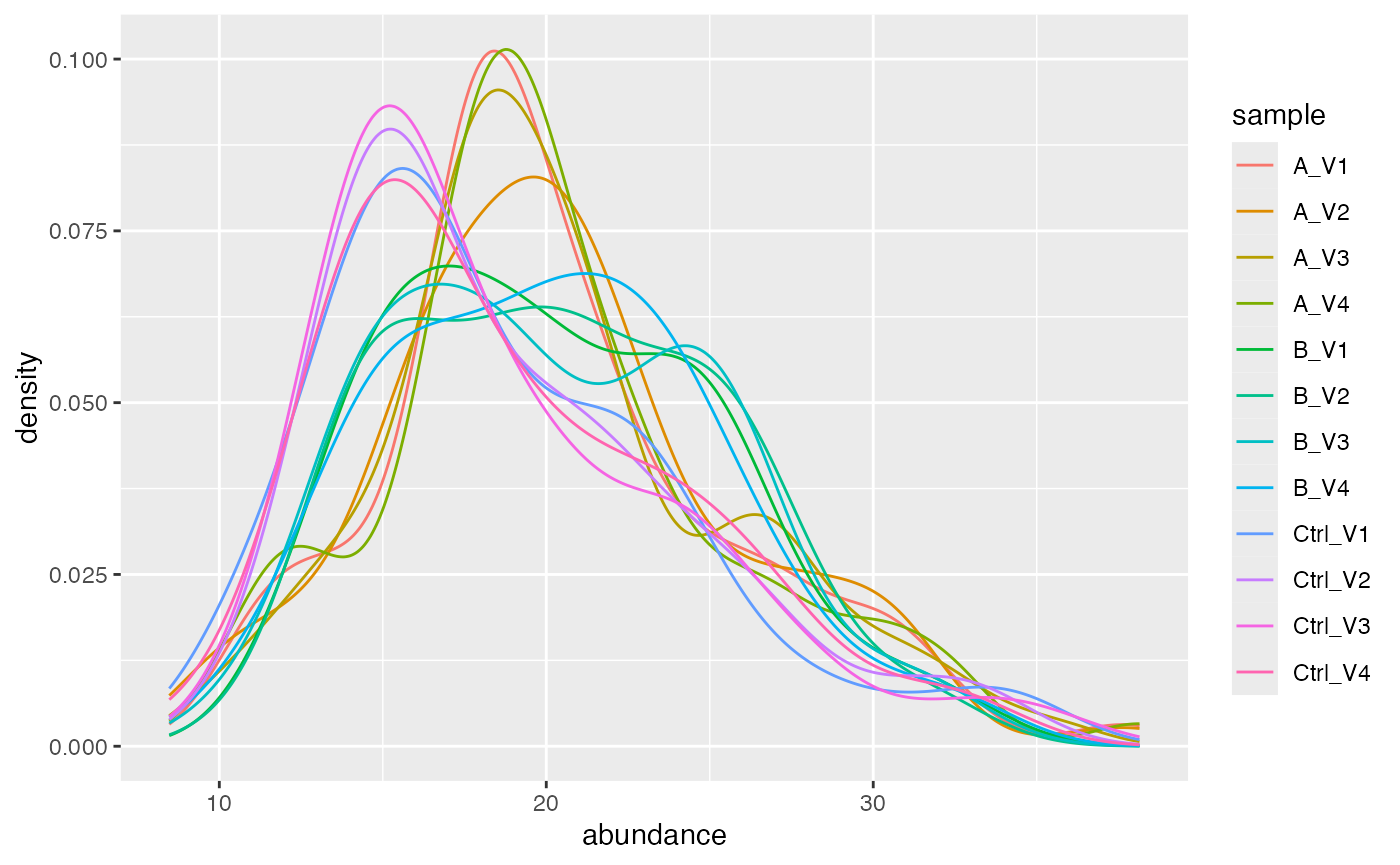 0.100
0.075
0.050
0.025
0.000
density
10
20
30
abundance
sample
A_V1
A_V2
A_V3
A_V4
B_V1
B_V2
B_V3
B_V4
Ctrl_V1
Ctrl_V2
Ctrl_V3
Ctrl_V4